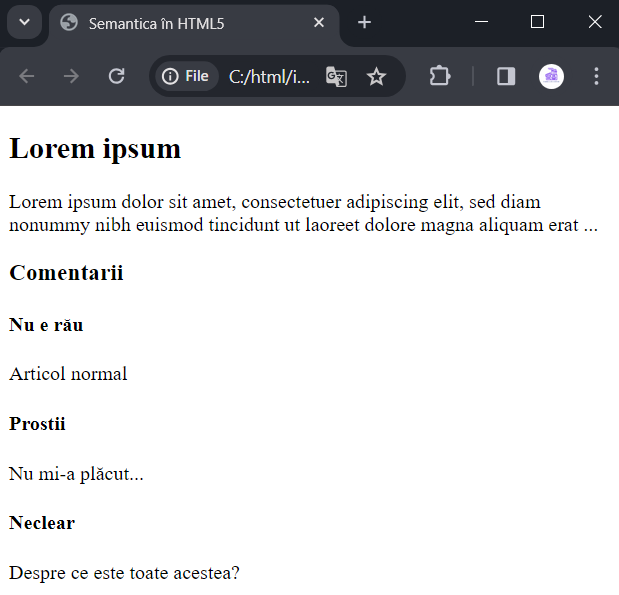 Semantica în HTML5
File C:/html/i...
Lorem ipsum
Lorem ipsum dolor sit amet, consectetuer adipiscing elit, sed diam
nonummy nibh euismod tincidunt ut laoreet dolore magna aliquam erat ...
Comentarii
Nu e rău
Articol normal
Prostii
Nu mi-a plăcut...
Neclear
Despre ce este toate acestea?